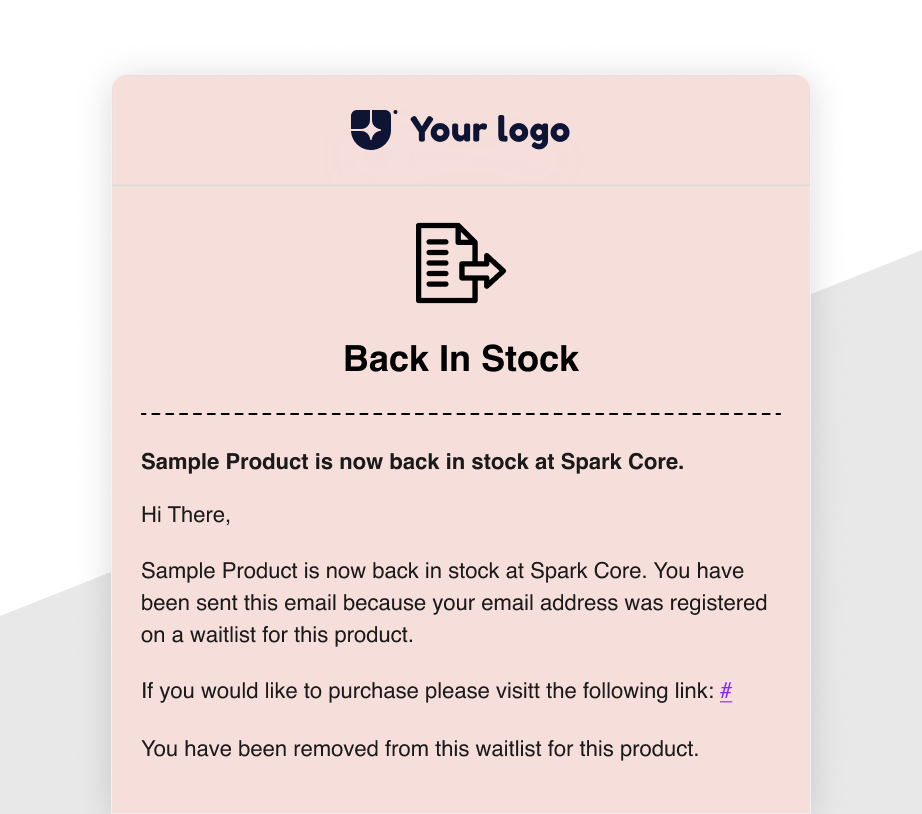 Your logo
Back In Stock
Sample Product is now back in stock at Spark Core.
Hi There,
Sample Product is now back in stock at Spark Core. You have
been sent this email because your email address was registered
on a waitlist for this product.
If you would like to purchase please visitt the following link: #
You have been removed from this waitlist for this product.